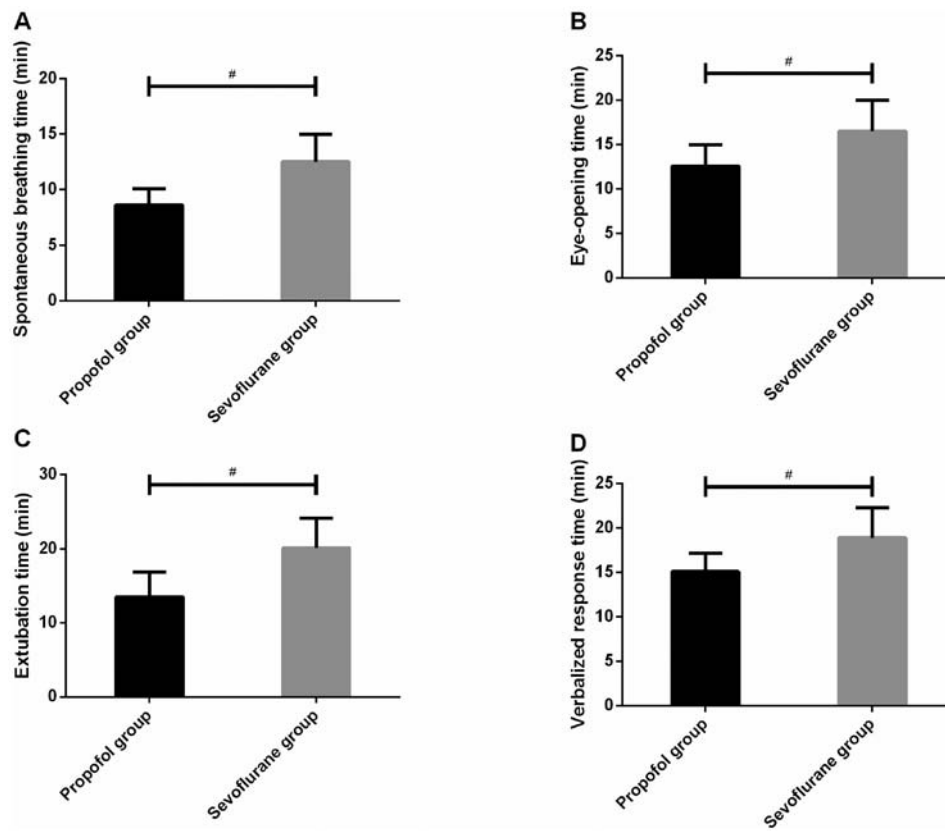 A
Spontaneous breathing time (min)
20
15
10
5
0
#
Propofol group
Sevoflurane group
B
Eye-opening time (min)
25
20
15
10
5
0
#
Propofol group
Sevoflurane group
C
Extubation time (min)
30
20
10
0
#
Propofol group
Sevoflurane group
D
Verbalized response time (min)
25
20
15
10
5
0
#
Propofol group
Sevoflurane group